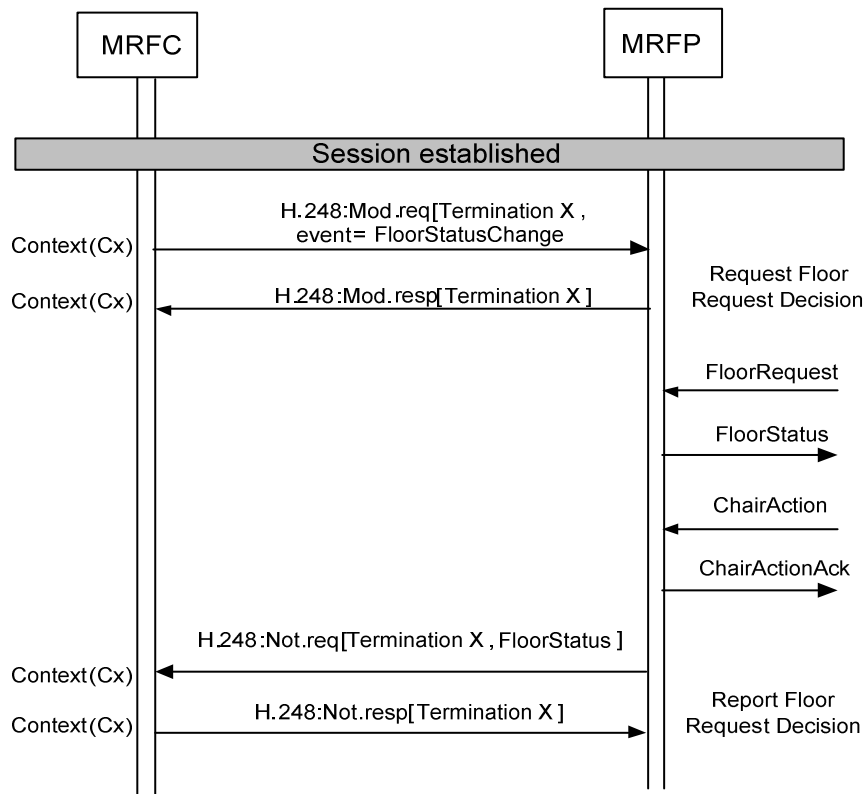 MRFC
MRFP
Session established
H.248:Mod.req[Termination X ,
event= FloorStatusChange
Context(Cx)
Request Floor
Request Decision
H.248:Mod.resp[Termination X ]
Context(Cx)
FloorRequest
FloorStatus
ChairAction
ChairActionAck
H.248:Not.req[Termination X , FloorStatus ]
Context(Cx)
Report Floor
Request Decision
H.248:Not.resp[Termination X ]
Context(Cx)